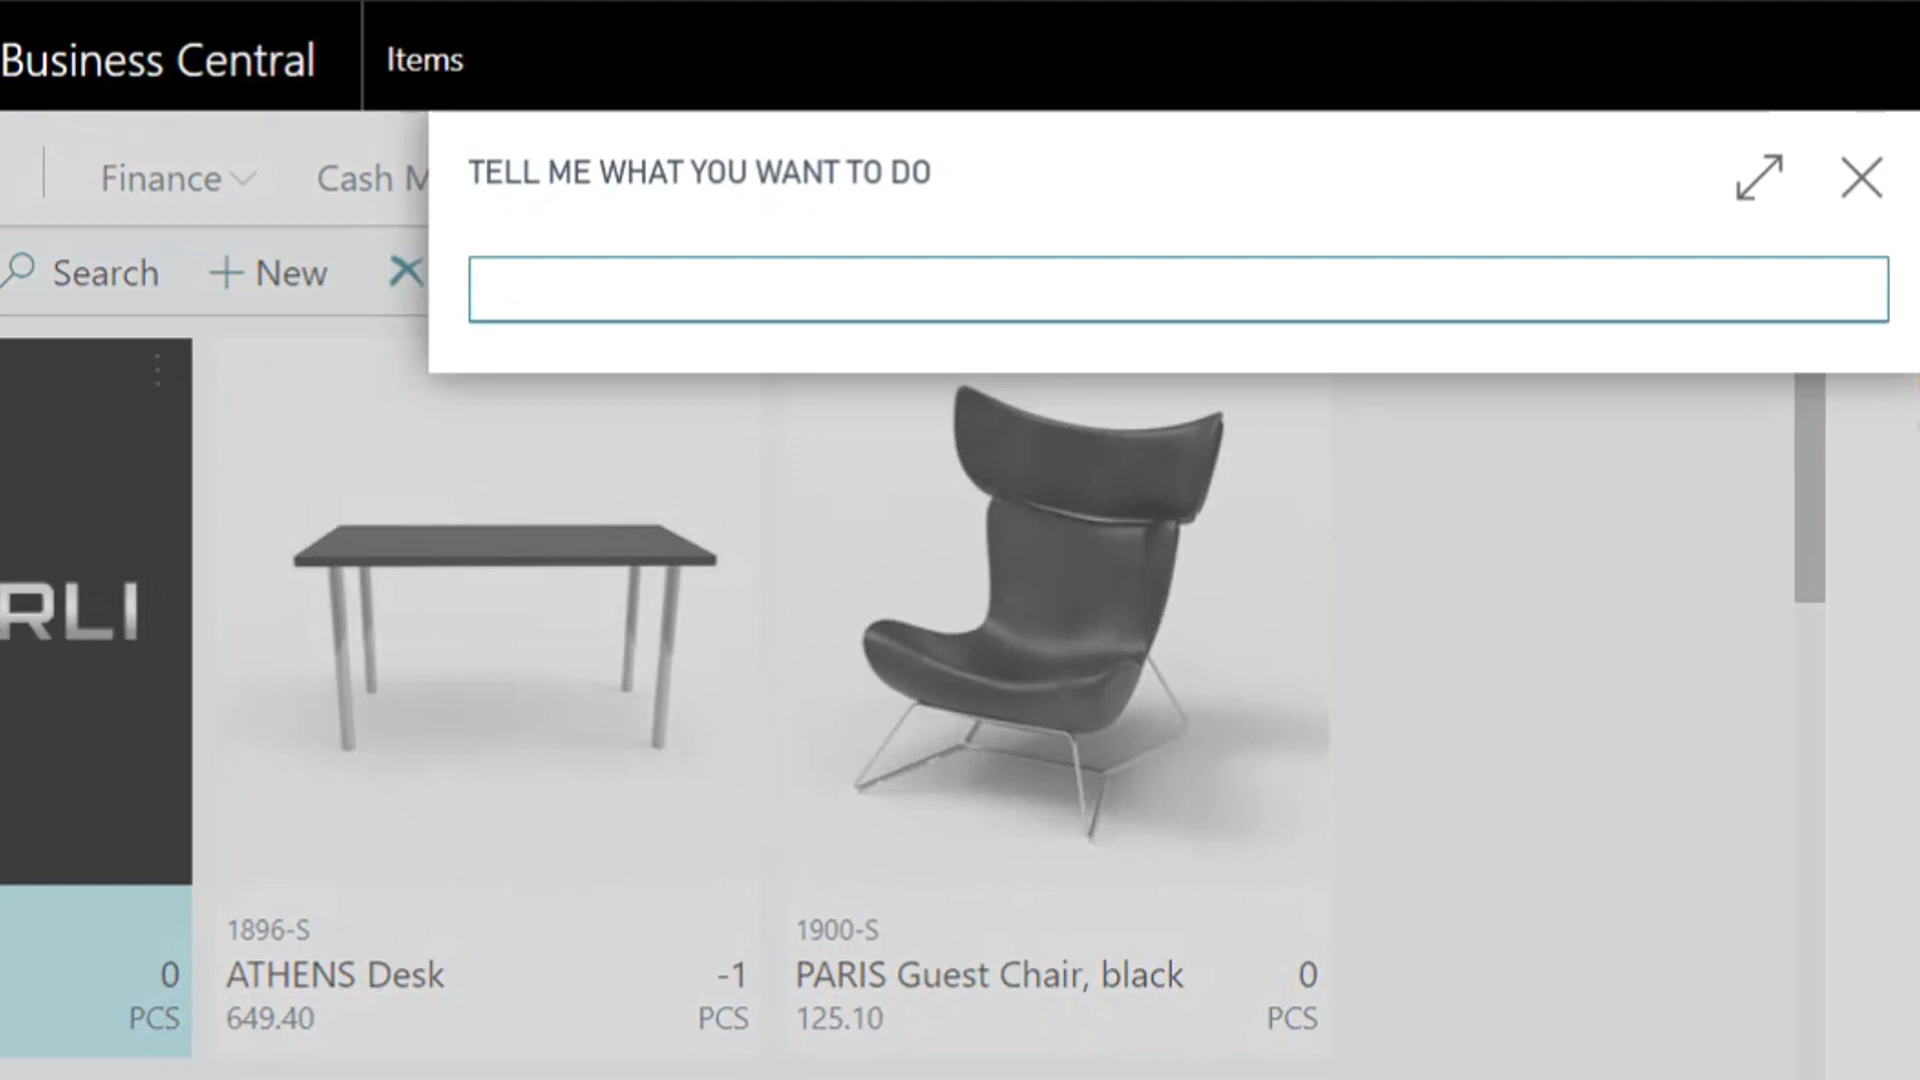 Business Central
Items
Finance
Cash M
TELL ME WHAT YOU WANT TO DO
Search
New
RLI
0
PCS
1896-S
ATHENS Desk
-1
649.40
PCS
1900-S
PARIS Guest Chair, black
0
125.10
PCS